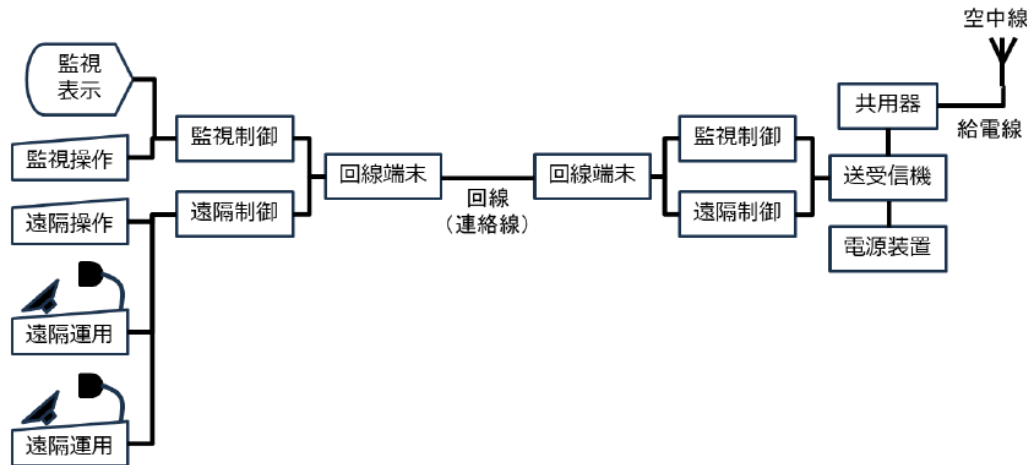 空中線
監視
表示
共用器
給電線
監視制御
監視制御
監視操作
回線端末
回線端末
送受信機
回線
(連絡線)
遠隔操作
遠隔制御
遠隔制御
電源装置
遠隔運用
遠隔運用